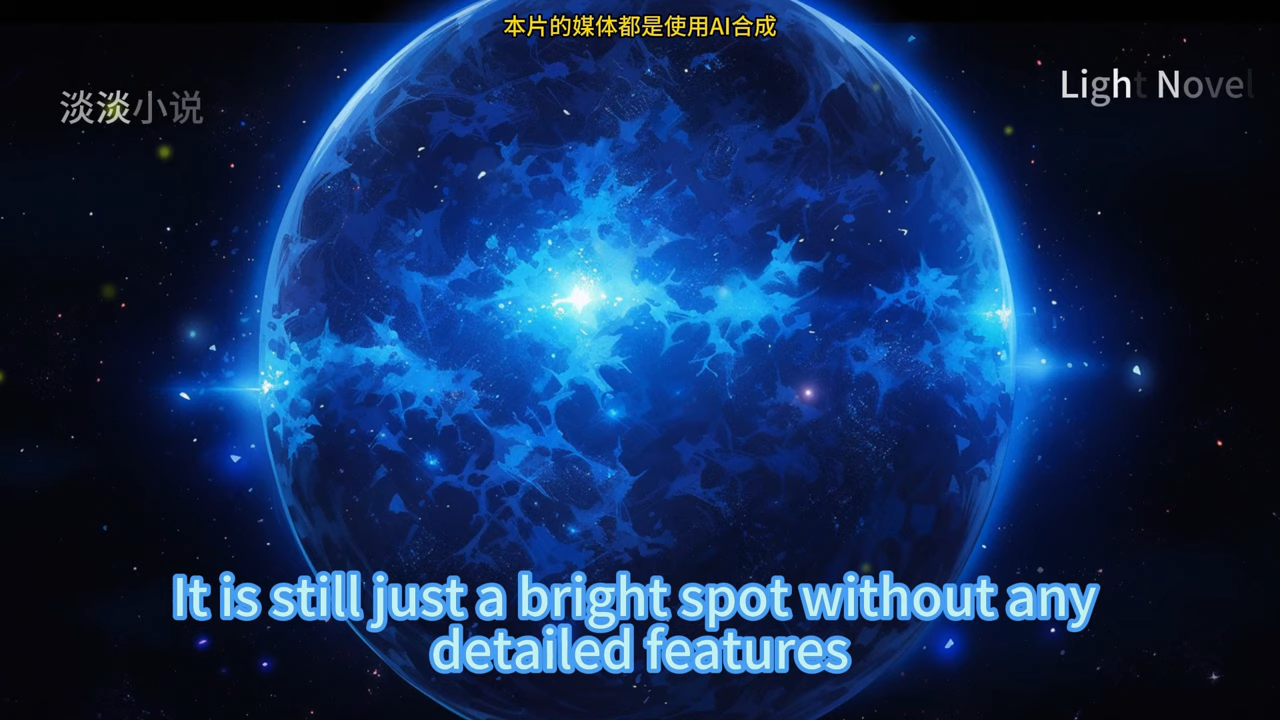 本片的媒体都是使用AI合成
淡淡小说
Light Novel
It is still just a bright spot without any
detailed features